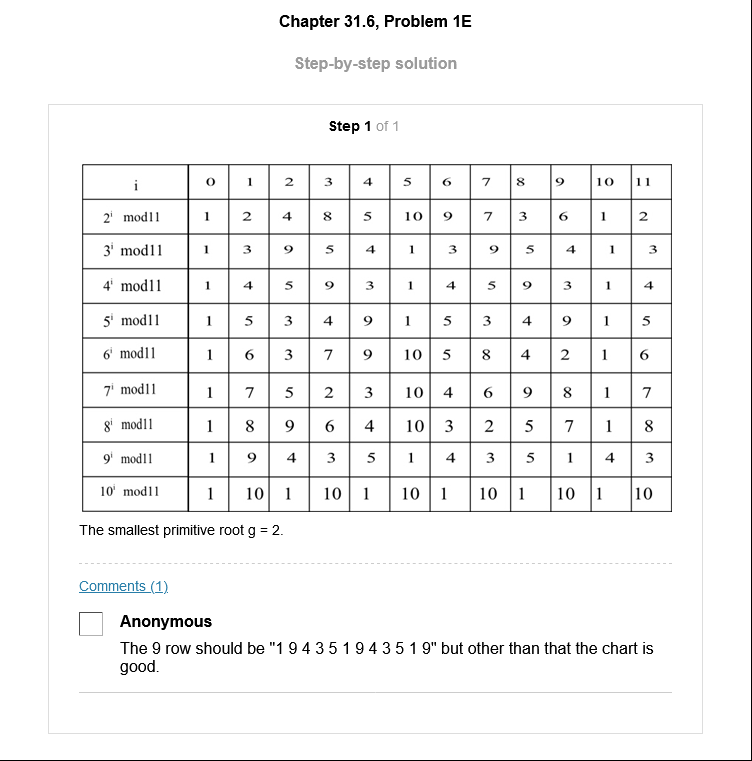 Chapter 31.6, Problem 1E
Step-by-step solution
Step 1 of 1
i 0 1 2 3 4 5 6 7 8 9 10 11
2^i mod11 1 2 4 8 5 10 9 7 3 6 1 2
3^i mod11 1 3 9 5 4 1 3 9 5 4 1 3
4^i mod11 1 4 5 9 3 1 4 5 9 3 1 4
5^i mod11 1 5 3 4 9 1 5 3 4 9 1 5
6^i mod11 1 6 3 7 9 10 5 8 4 2 1 6
7^i mod11 1 7 5 2 3 10 4 6 9 8 1 7
8^i mod11 1 8 9 6 4 10 3 2 5 7 1 8
9^i mod11 1 9 4 3 5 1 4 3 5 1 4 3
10^i mod11 1 10 1 10 1 10 1 10 1 10 1 10
The smallest primitive root g = 2.
Comments (1)
Anonymous
The 9 row should be "1 9 4 3 5 1 9 4 3 5 1 9" but other than that the chart is
good.